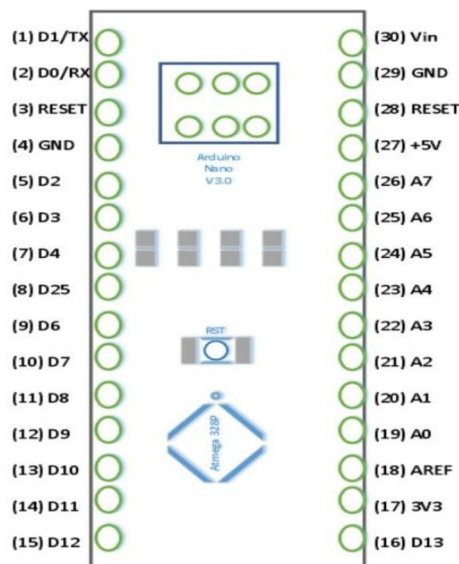 (1) D1/TX
(2) D0/RX
(3) RESET
(4) GND
(5) D2
(6) D3
(7) D4
(8) D25
(9) D6
(10) D7
(11) D8
(12) D9
(13) D10
(14) D11
(15) D12
Arduino
Nano
V3.0
RST
Atmega 328P
(30) Vin
(29) GND
(28) RESET
(27) +5V
(26) A7
(25) A6
(24) A5
(23) A4
(22) A3
(21) A2
(20) A1
(19) A0
(18) AREF
(17) 3V3
(16) D13